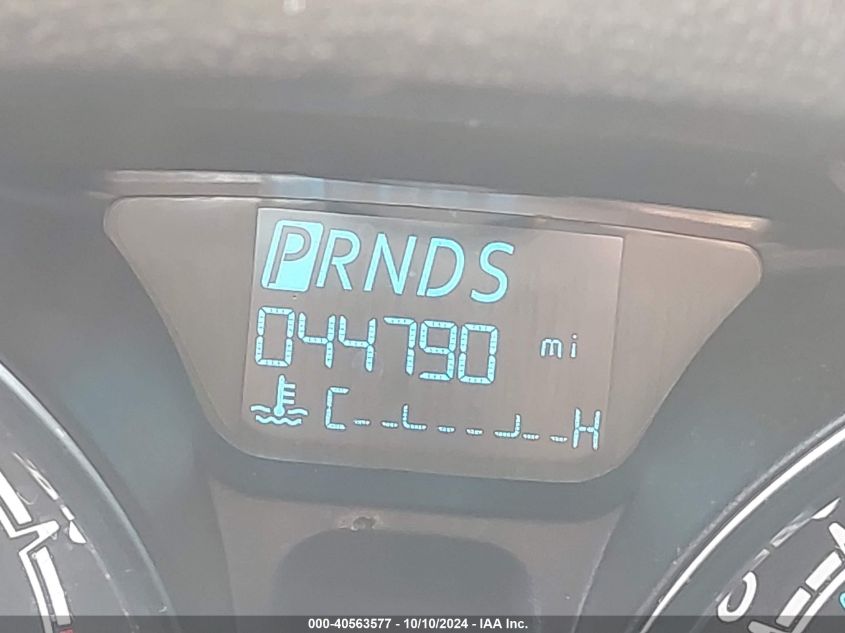 PRNDS
044790 mi
C H
000-40563577 - 10/10/2024 - IAA Inc.